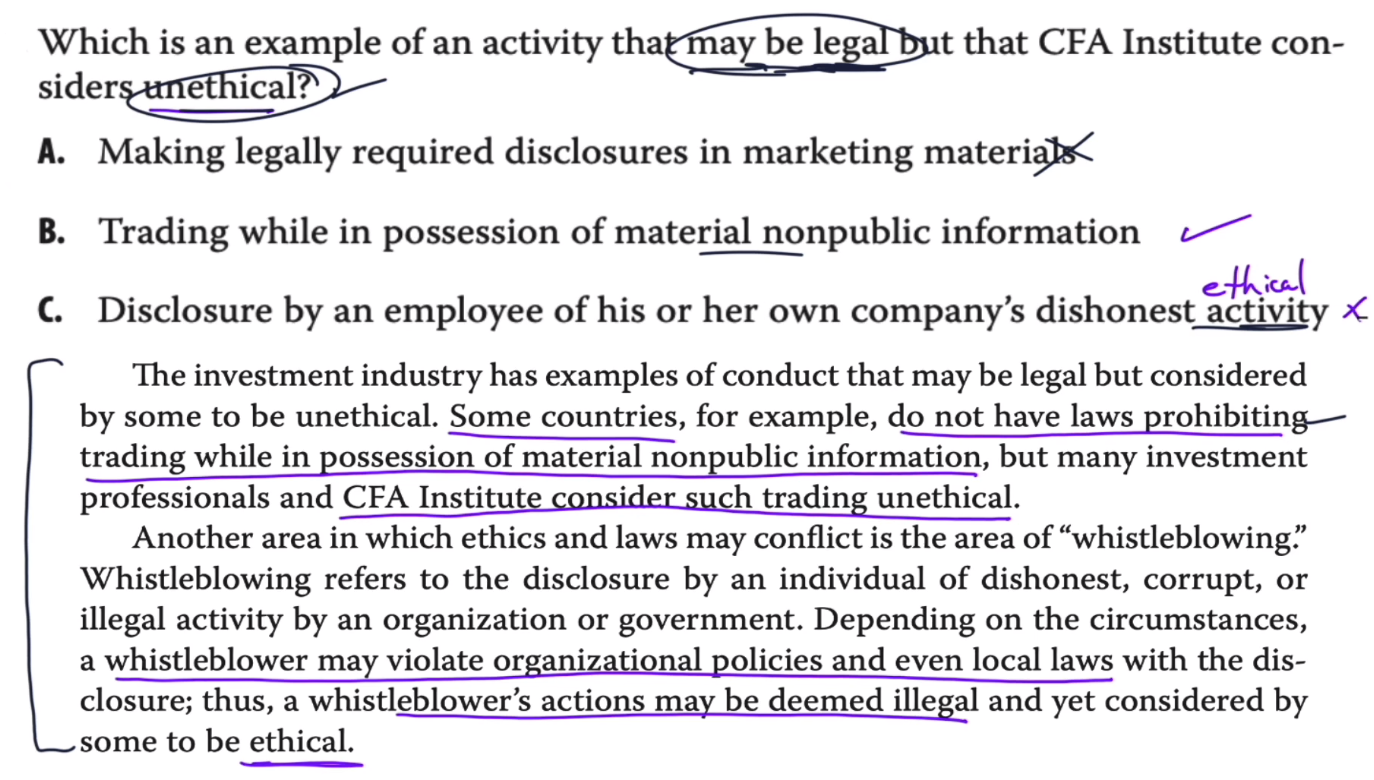 Which is an example of an activity that may be legal but that CFA Institute con-
siders unethical?
A. Making legally required disclosures in marketing materials
B. Trading while in possession of material nonpublic information
ethical
C. Disclosure by an employee of his or her own company’s dishonest activity
The investment industry has examples of conduct that may be legal but considered
by some to be unethical. Some countries, for example, do not have laws prohibiting
trading while in possession of material nonpublic information, but many investment
professionals and CFA Institute consider such trading unethical.
Another area in which ethics and laws may conflict is the area of “whistleblowing.”
Whistleblowing refers to the disclosure by an individual of dishonest, corrupt, or
illegal activity by an organization or government. Depending on the circumstances,
a whistleblower may violate organizational policies and even local laws with the dis-
closure; thus, a whistleblower’s actions may be deemed illegal and yet considered by
some to be ethical.